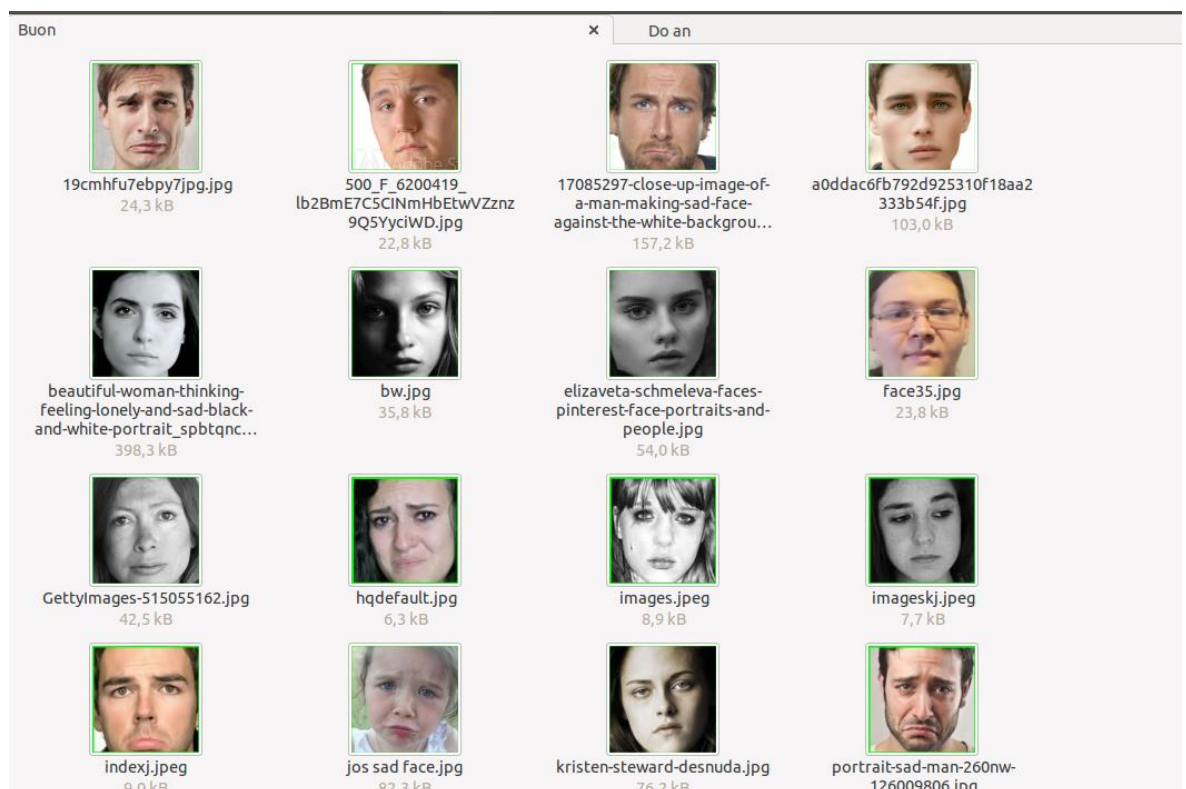 Buon
Do an
19cmhfu7ebpy7jpg.jpg
24,3 kB
500_F_6200419_
lb2BmE7C5CINmHbEtwVZznz
9Q5YyciWD.jpg
22,8 kB
17085297-close-up-image-of-
a-man-making-sad-face-
against-the-white-backgrou…
157,2 kB
a0ddac6fb792d925310f18aa2
333b54f.jpg
103,0 kB
beautiful-woman-thinking-
feeling-lonely-and-sad-black-
and-white-portrait_spbtqnc…
398,3 kB
bw.jpg
35,8 kB
elizaveta-schmeleva-faces-
pinterest-face-portraits-and-
people.jpg
54,0 kB
face35.jpg
23,8 kB
GettyImages-515055162.jpg
42,5 kB
hqdefault.jpg
6,3 kB
images.jpeg
8,9 kB
imageskj.jpeg
7,7 kB
indexj.jpeg
9,0 kB
jos sad face.jpg
82,3 kB
kristen-steward-desnuda.jpg
76,2 kB
portrait-sad-man-260nw-
126009806.jpg